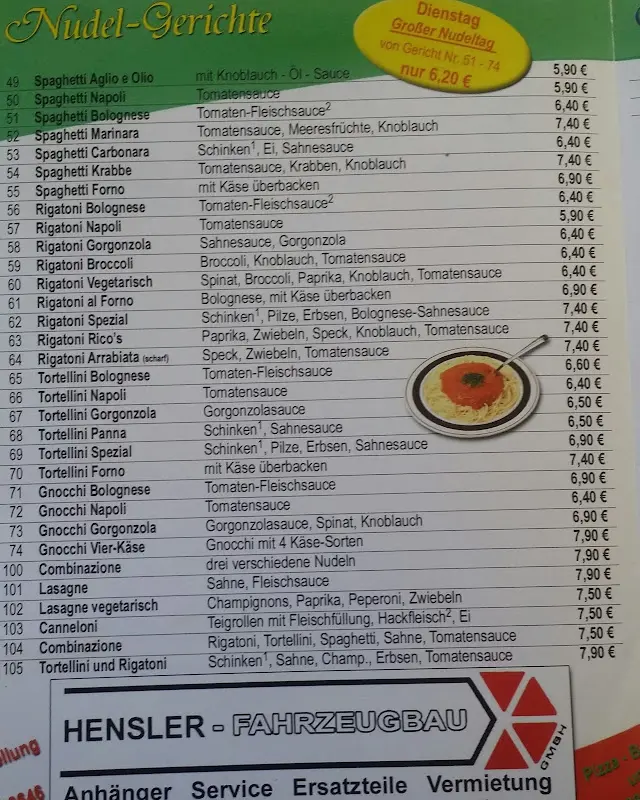 Nudel-Gerichte
Dienstag
Großer Nudeltag
von Gericht Nr. 51 - 74
nur 6,20 €
49 Spaghetti Aglio e Olio mit Knoblauch - Öl - Sauce 5,90 €
50 Spaghetti Napoli Tomatensauce 5,90 €
51 Spaghetti Bolognese Tomaten-Fleischsauce2 6,40 €
52 Spaghetti Marinara Tomatensauce, Meeresfrüchte, Knoblauch 7,40 €
53 Spaghetti Carbonara Schinken1, Ei, Sahnesauce 6,40 €
54 Spaghetti Krabbe Tomatensauce, Krabben, Knoblauch 7,40 €
55 Spaghetti Forno mit Käse überbacken 6,90 €
56 Rigatoni Bolognese Tomaten-Fleischsauce2 6,40 €
57 Rigatoni Napoli Tomatensauce 5,90 €
58 Rigatoni Gorgonzola Sahnesauce, Gorgonzola 6,40 €
59 Rigatoni Broccoli Broccoli, Knoblauch, Tomatensauce 6,40 €
60 Rigatoni Vegetarisch Spinat, Broccoli, Paprika, Knoblauch, Tomatensauce 6,40 €
61 Rigatoni al Forno Bolognese, mit Käse überbacken 6,90 €
62 Rigatoni Spezial Schinken1, Pilze, Erbsen, Bolognese-Sahnesauce 7,40 €
63 Rigatoni Rico's Paprika, Zwiebeln, Speck, Knoblauch, Tomatensauce 7,40 €
64 Rigatoni Arrabiata (scharf) Speck, Zwiebeln, Tomatensauce 7,40 €
65 Tortellini Bolognese Tomaten-Fleischsauce 6,60 €
66 Tortellini Napoli Tomatensauce 6,40 €
67 Tortellini Gorgonzola Gorgonzolasauce 6,50 €
68 Tortellini Panna Schinken1, Sahnesauce 6,50 €
69 Tortellini Spezial Schinken1, Pilze, Erbsen, Sahnesauce 6,90 €
70 Tortellini Forno mit Käse überbacken 7,40 €
71 Gnocchi Bolognese Tomaten-Fleischsauce 6,90 €
72 Gnocchi Napoli Tomatensauce 6,40 €
73 Gnocchi Gorgonzola Gorgonzolasauce, Spinat, Knoblauch 6,90 €
74 Gnocchi Vier-Käse Gnocchi mit 4 Käse-Sorten 7,90 €
100 Combinazione drei verschiedene Nudeln 7,90 €
101 Lasagne Sahne, Fleischsauce 7,90 €
102 Lasagne vegetarisch Champignons, Paprika, Peperoni, Zwiebeln 7,50 €
103 Canneloni Teigrollen mit Fleischfüllung, Hackfleisch2, Ei 7,50 €
104 Combinazione Rigatoni, Tortellini, Spaghetti, Sahne, Tomatensauce 7,50 €
105 Tortellini und Rigatoni Schinken1, Sahne, Champ., Erbsen, Tomatensauce 7,90 €
HENSLER - FAHRZEUGBAU
GMBH
Anhänger Service Ersatzteile Vermietung
llung
Pizza